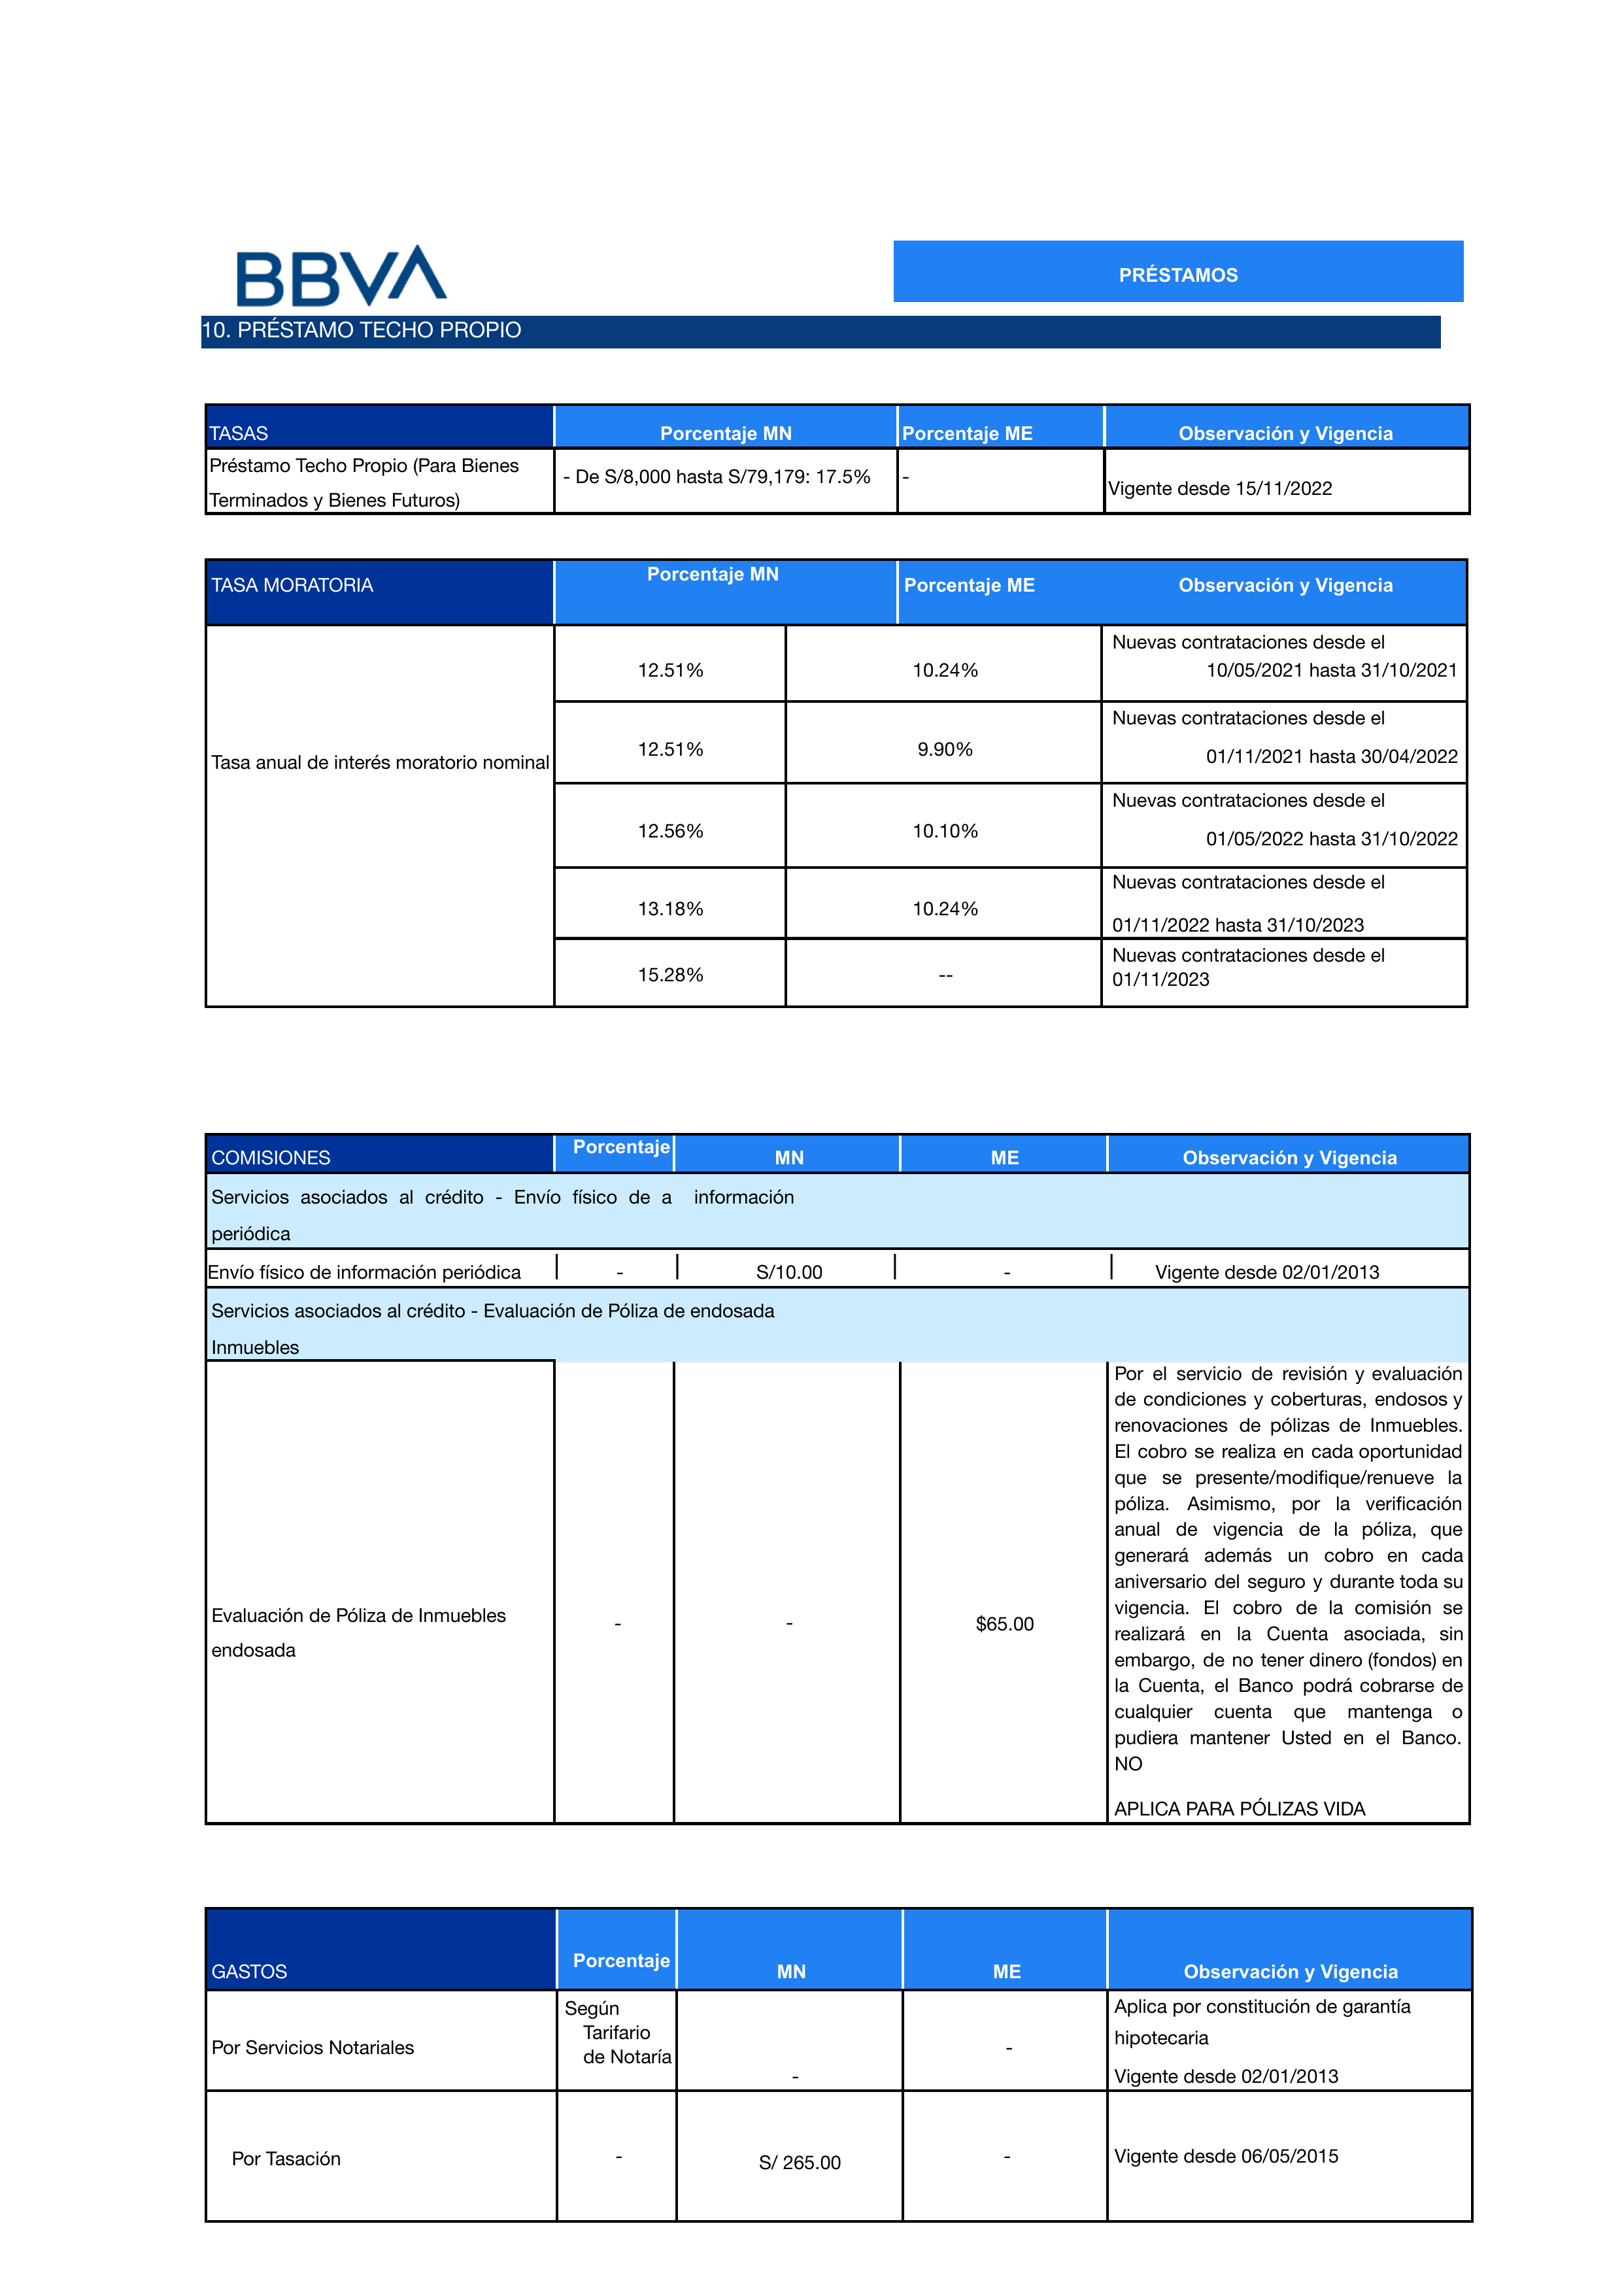 BBVA
PRÉSTAMOS
10. PRÉSTAMO TECHO PROPIO
TASAS Porcentaje MN Porcentaje ME Observación y Vigencia
Préstamo Techo Propio (Para Bienes
Terminados y Bienes Futuros)
- De S/8,000 hasta S/79,179: 17.5%
-
Vigente desde 15/11/2022
TASA MORATORIA Porcentaje MN Porcentaje ME Observación y Vigencia
Tasa anual de interés moratorio nominal
12.51% 10.24%
Nuevas contrataciones desde el
10/05/2021 hasta 31/10/2021
12.51% 9.90%
Nuevas contrataciones desde el
01/11/2021 hasta 30/04/2022
12.56% 10.10%
Nuevas contrataciones desde el
01/05/2022 hasta 31/10/2022
13.18% 10.24%
Nuevas contrataciones desde el
01/11/2022 hasta 31/10/2023
15.28% --
Nuevas contrataciones desde el
01/11/2023
COMISIONES Porcentaje MN ME Observación y Vigencia
Servicios asociados al crédito - Envío físico de a información
periódica
Envío físico de información periódica - S/10.00 - Vigente desde 02/01/2013
Servicios asociados al crédito - Evaluación de Póliza de endosada
Inmuebles
Evaluación de Póliza de Inmuebles
endosada
- - $65.00
Por el servicio de revisión y evaluación
de condiciones y coberturas, endosos y
renovaciones de pólizas de Inmuebles.
El cobro se realiza en cada oportunidad
que se presente/modifique/renueve la
póliza. Asimismo, por la verificación
anual de vigencia de la póliza, que
generará además un cobro en cada
aniversario del seguro y durante toda su
vigencia. El cobro de la comisión se
realizará en la Cuenta asociada, sin
embargo, de no tener dinero (fondos) en
la Cuenta, el Banco podrá cobrarse de
cualquier cuenta que mantenga o
pudiera mantener Usted en el Banco.
NO
APLICA PARA PÓLIZAS VIDA
GASTOS Porcentaje MN ME Observación y Vigencia
Por Servicios Notariales
Según
Tarifario
de Notaría
- -
Aplica por constitución de garantía
hipotecaria
Vigente desde 02/01/2013
Por Tasación - S/ 265.00 - Vigente desde 06/05/2015